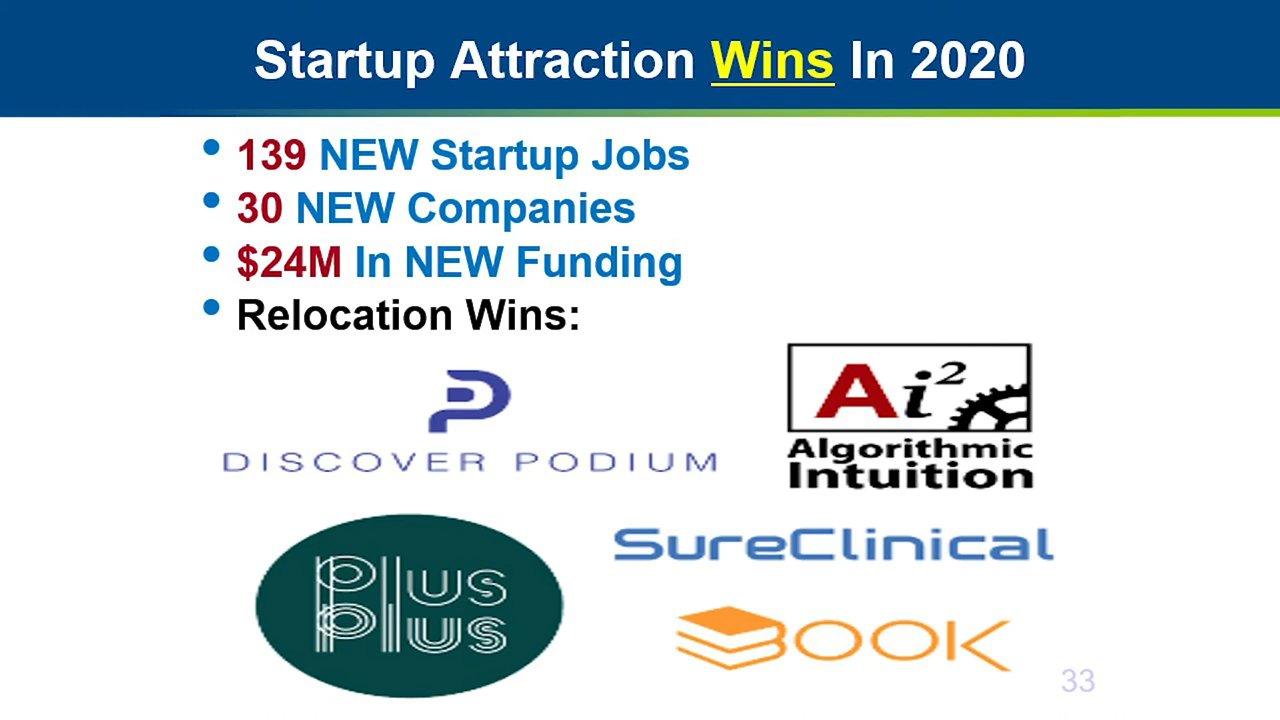 Startup Attraction Wins In 2020
• 139 NEW Startup Jobs
• 30 NEW Companies
• $24M In NEW Funding
• Relocation Wins:
DISCOVER PODIUM
Ai²
Algorithmic
Intuition
plus
plus
SureClinical
BOOK
33